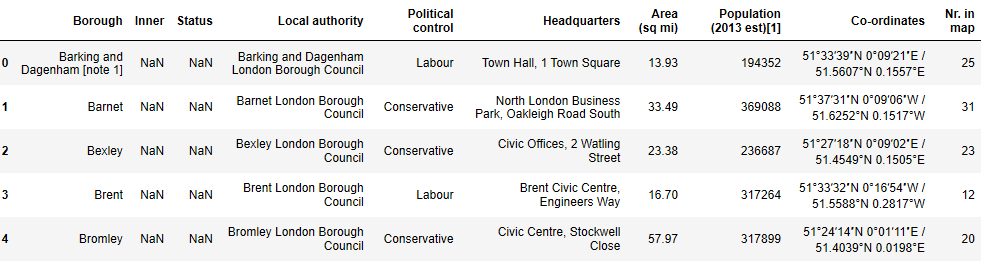 Borough Inner Status Local authority Political control Headquarters Area (sq mi) Population (2013 est)[1] Co-ordinates Nr. in map
0 Barking and Dagenham [note 1] NaN NaN Barking and Dagenham London Borough Council Labour Town Hall, 1 Town Square 13.93 194352 51°33′39″N 0°09′21″E / 51.5607°N 0.1557°E 25
1 Barnet NaN NaN Barnet London Borough Council Conservative North London Business Park, Oakleigh Road South 33.49 369088 51°37′31″N 0°09′06″W / 51.6252°N 0.1517°W 31
2 Bexley NaN NaN Bexley London Borough Council Conservative Civic Offices, 2 Watling Street 23.38 236687 51°27′18″N 0°09′02″E / 51.4549°N 0.1505°E 23
3 Brent NaN NaN Brent London Borough Council Labour Brent Civic Centre, Engineers Way 16.70 317264 51°33′32″N 0°16′54″W / 51.5588°N 0.2817°W 12
4 Bromley NaN NaN Bromley London Borough Council Conservative Civic Centre, Stockwell Close 57.97 317899 51°24′14″N 0°01′11″E / 51.4039°N 0.0198°E 20